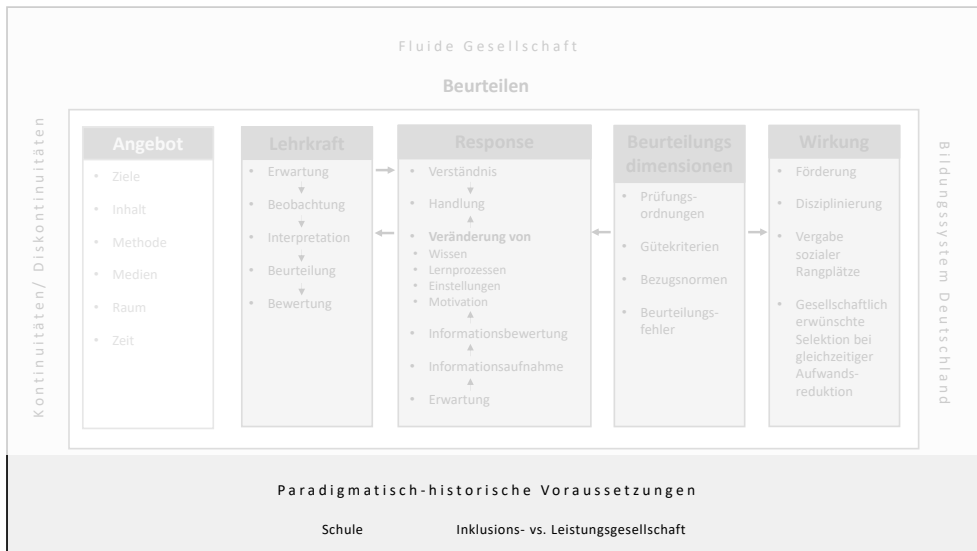 Fluide Gesellschaft
Beurteilen
Kontinuitäten/ Diskontinuitäten
Angebot
• Ziele
• Inhalt
• Methode
• Medien
• Raum
• Zeit
Lehrkraft
• Erwartung
• Beobachtung
• Interpretation
• Beurteilung
• Bewertung
Response
• Verständnis
• Handlung
• Veränderung von
• Wissen
• Lernprozessen
• Einstellungen
• Motivation
• Informationsbewertung
• Informationsaufnahme
• Erwartung
Beurteilungs
dimensionen
• Prüfungs-
ordnungen
• Gütekriterien
• Bezugsnormen
• Beurteilungs-
fehler
Wirkung
• Förderung
• Disziplinierung
• Vergabe
sozialer
Rangplätze
• Gesellschaftlich
erwünschte
Selektion bei
gleichzeitiger
Aufwands-
reduktion
Bildungssystem Deutschland
Paradigmatisch-historische Voraussetzungen
Schule Inklusions- vs. Leistungsgesellschaft